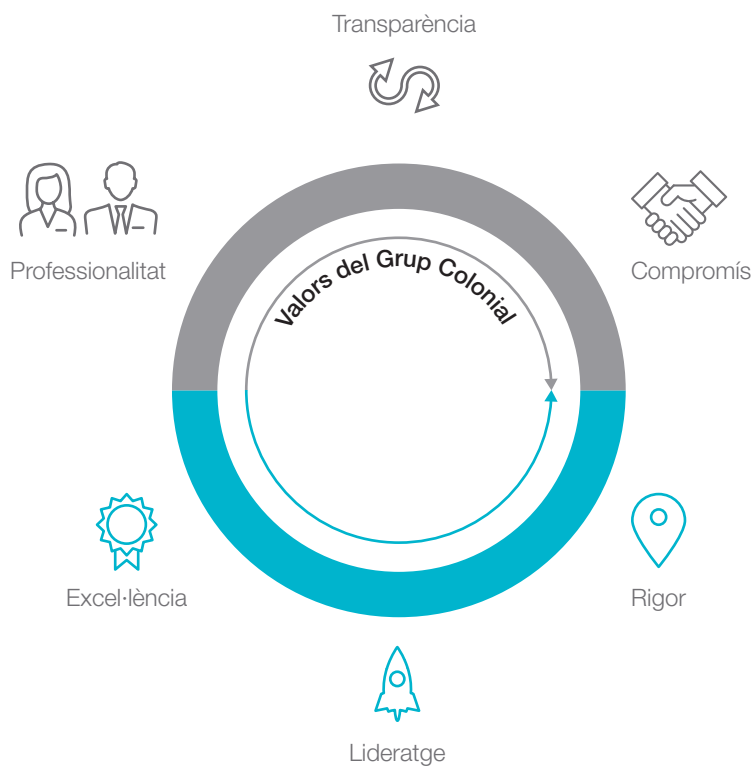 Transparència
Professionalitat
Compromís
Valors del Grup Colonial
Excel·lència
Rigor
Lideratge